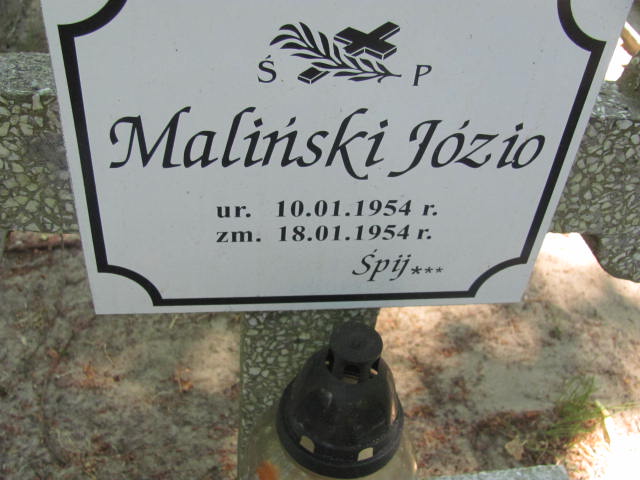 Ś P
Maliński Józio
ur. 10.01.1954 r.
zm. 18.01.1954 r.
Śpij***